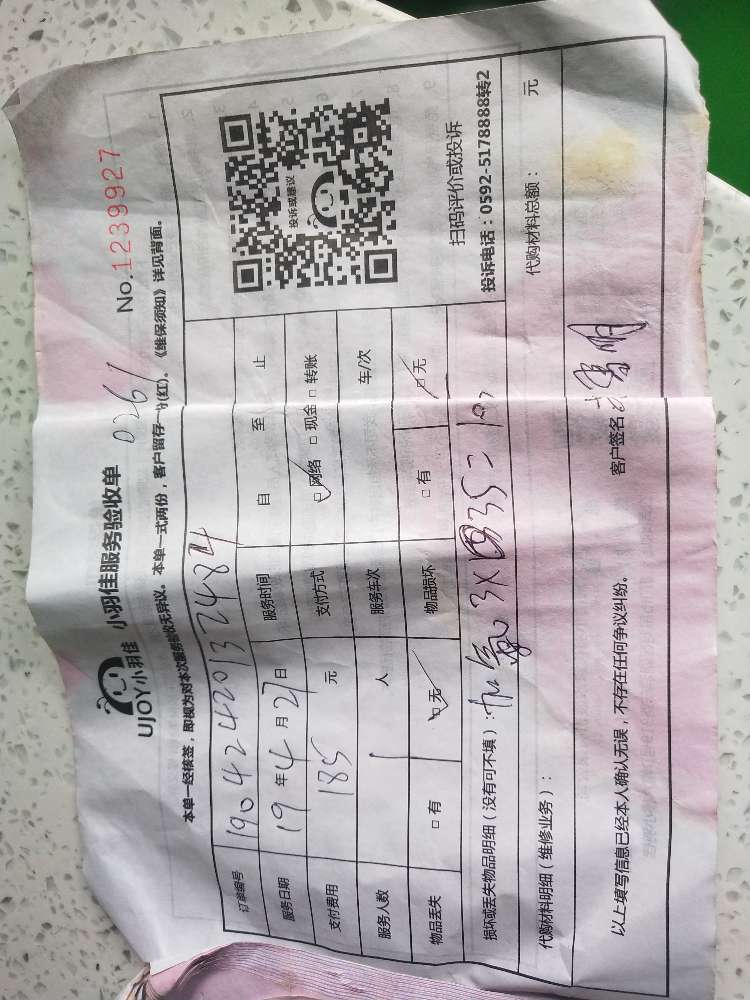 UJOY小羽佳 小羽佳服务验收单 0261 No.1239927
本单一经核签，即视为对本次服务验收无异议。本单一式两份，客户留存一份(红)。《维保须知》详见背面。
订单编号 19042420132484
服务日期 19年4月27日 服务时间 自 至 止
支付费用 185 元 支付方式 □网络 □现金 □转账
服务人数 人 服务车次 车/次
物品丢失 □有 □无 物品损坏 □有 □无
投诉或建议
扫码评价或投诉
投诉电话：0592-5178888转2
损坏或丢失物品明细（没有可不填）：加氟 3X 35=
代购材料明细（维修业务）： 代购材料总额： 元
以上填写信息已经本人确认无误，不存在任何争议纠纷。 客户签名